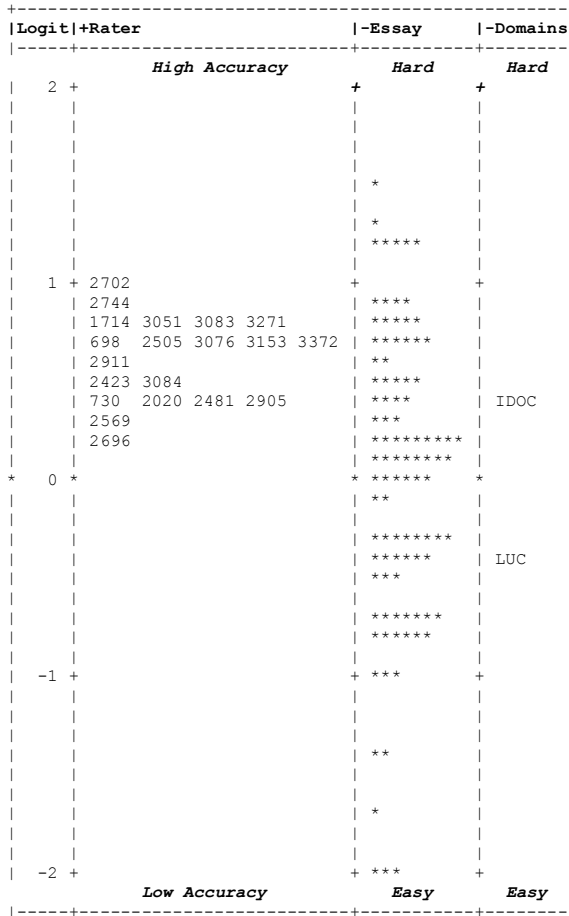 +-----------------------------------------------------
|Logit|+Rater                      |-Essay     |-Domains
|-----+----------------------------+-----------+--------
High Accuracy Hard Hard
| 2 + + +
| | | |
| | | |
| | | |
| | | |
| | | * |
| | | |
| | | * |
| | | ***** |
| | | |
| 1 + 2702 + +
| | 2744 | **** |
| | 1714 3051 3083 3271 | ***** |
| | 698 2505 3076 3153 3372 | ****** |
| | 2911 | ** |
| | 2423 3084 | ***** |
| | 730 2020 2481 2905 | **** | IDOC
| | 2569 | *** |
| | 2696 | ********* |
| | | ******** |
* 0 * * ****** *
| | | ** |
| | | |
| | | ******** |
| | | ****** | LUC
| | | *** |
| | | |
| | | ******* |
| | | ****** |
| | | |
| -1 + + *** +
| | | |
| | | |
| | | |
| | | ** |
| | | |
| | | |
| | | * |
| | | |
| | | |
| -2 + + *** +
Low Accuracy Easy Easy
|-----+----------------------------+-----------+--------